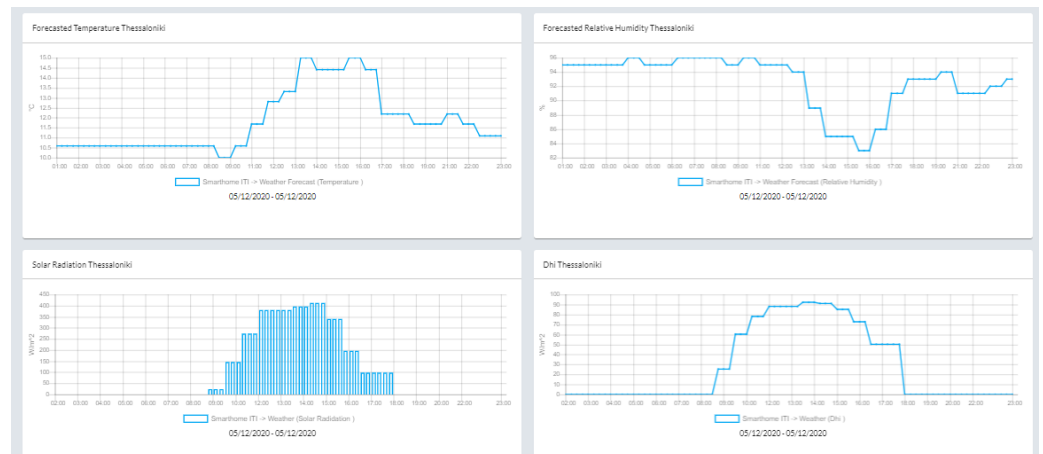 Forecasted Temperature Thessaloniki
15.0
14.5
14.0
13.5
13.0
12.5
12.0
11.5
11.0
10.5
10.0
°C
01:00 02:00 03:00 04:00 05:00 06:00 07:00 08:00 09:00 11:00 12:00 13:00 14:00 15:00 16:00 17:00 19:00 20:00 21:00 22:00 23:00
Smarthome ITI -> Weather Forecast (Temperature )
05/12/2020 - 05/12/2020
Forecasted Relative Humidity Thessaloniki
96
94
92
90
88
86
84
82
%
01:00 02:00 03:00 04:00 05:00 06:00 07:00 08:00 09:00 11:00 12:00 13:00 14:00 15:00 16:00 17:00 18:00 19:00 20:00 21:00 22:00 23:00
Smarthome ITI -> Weather Forecast (Relative Humidity )
05/12/2020 - 05/12/2020
Solar Radiation Thessaloniki
450
400
350
300
250
200
150
100
50
0
W/m^2
02:00 03:00 04:00 05:00 06:00 07:00 08:00 09:00 10:00 11:00 12:00 13:00 14:00 15:00 16:00 17:00 18:00 19:00 20:00 21:00 22:00 23:00
Smarthome ITI -> Weather (Solar Radidation )
05/12/2020 - 05/12/2020
Dhi Thessaloniki
100
90
80
70
60
50
40
30
20
10
0
W/m^2
02:00 03:00 04:00 05:00 06:00 07:00 08:00 09:00 10:00 11:00 12:00 13:00 14:00 15:00 16:00 17:00 18:00 19:00 20:00 21:00 22:00 23:00
Smarthome ITI -> Weather (Dhi )
05/12/2020 - 05/12/2020